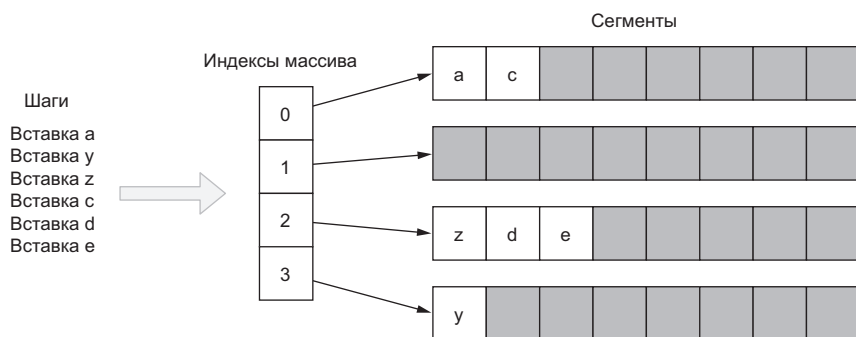 Сегменты
Индексы массива
Шаги
Вставка a
Вставка y
Вставка z
Вставка c
Вставка d
Вставка e
0
1
2
3
a c
z d e
y